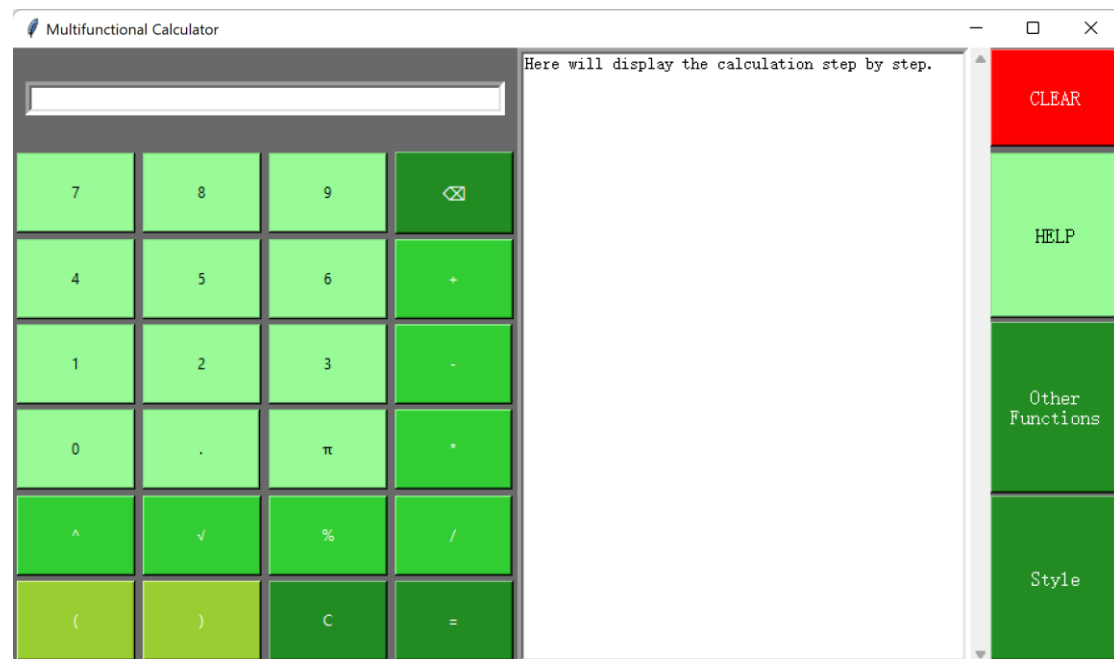 Multifunctional Calculator
Here will display the calculation step by step.
CLEAR
7 8 9 ⌫
HELP
4 5 6 +
1 2 3 -
Other
Functions
0 . π *
^ √ % /
Style
( ) C =